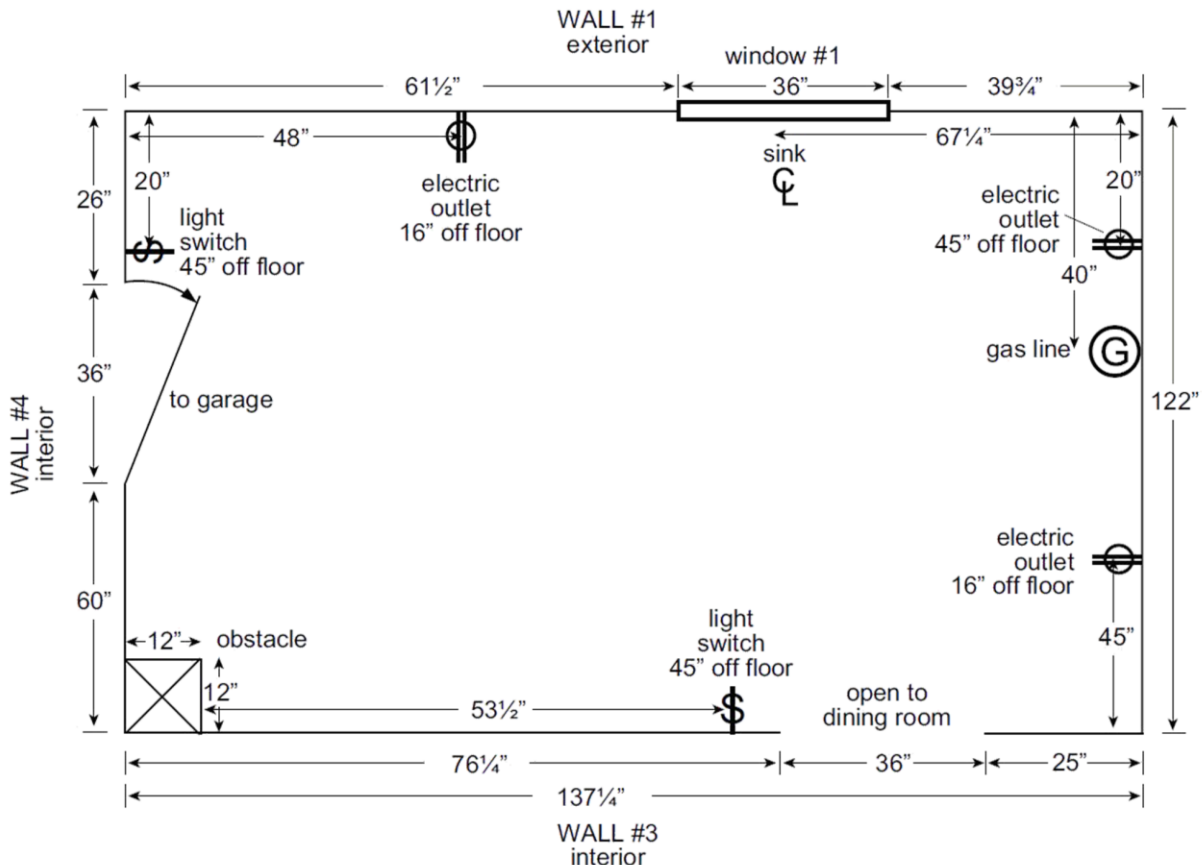 WALL #1
exterior
window #1
61½”
36”
39¾”
48”
67¼”
sink
℄
20”
26”
electric
outlet
16” off floor
light
switch
45” off floor
S
electric
outlet
45” off floor
20”
40”
36”
to garage
gas line
G
122”
WALL #4
interior
electric
outlet
16” off floor
60”
12”
obstacle
12”
light
switch
45” off floor
45”
53½”
$
open to
dining room
76¼”
36”
25”
137¼”
WALL #3
interior